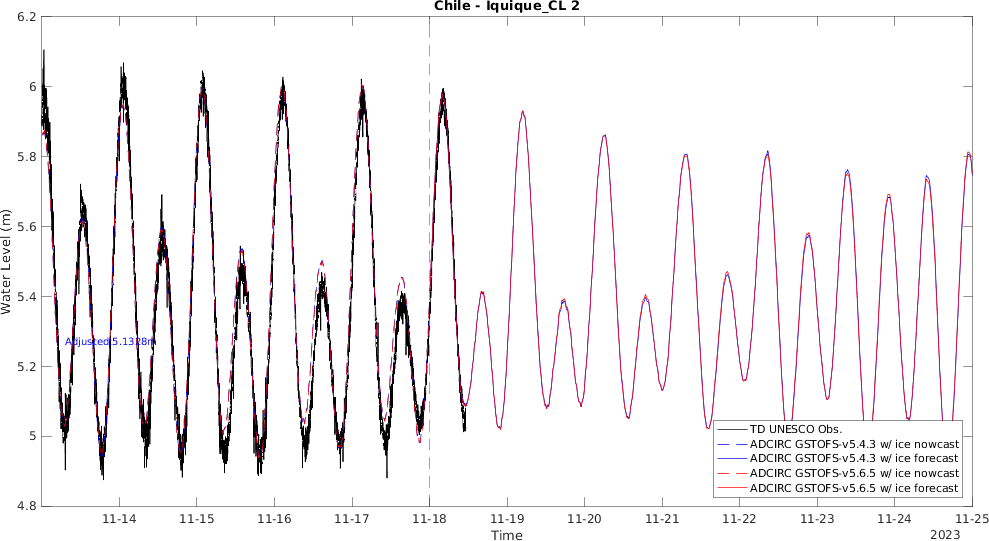 Chile - Iquique_CL 2
6.2
6
5.8
5.6
5.4
5.2
5
4.8
Water Level (m)
Adjusted 5.1328m
TD UNESCO Obs.
ADCIRC GSTOFS-v5.4.3 w/ ice nowcast
ADCIRC GSTOFS-v5.4.3 w/ ice forecast
ADCIRC GSTOFS-v5.6.5 w/ ice nowcast
ADCIRC GSTOFS-v5.6.5 w/ ice forecast
11-14 11-15 11-16 11-17 11-18 11-19 11-20 11-21 11-22 11-23 11-24 11-25
Time
2023